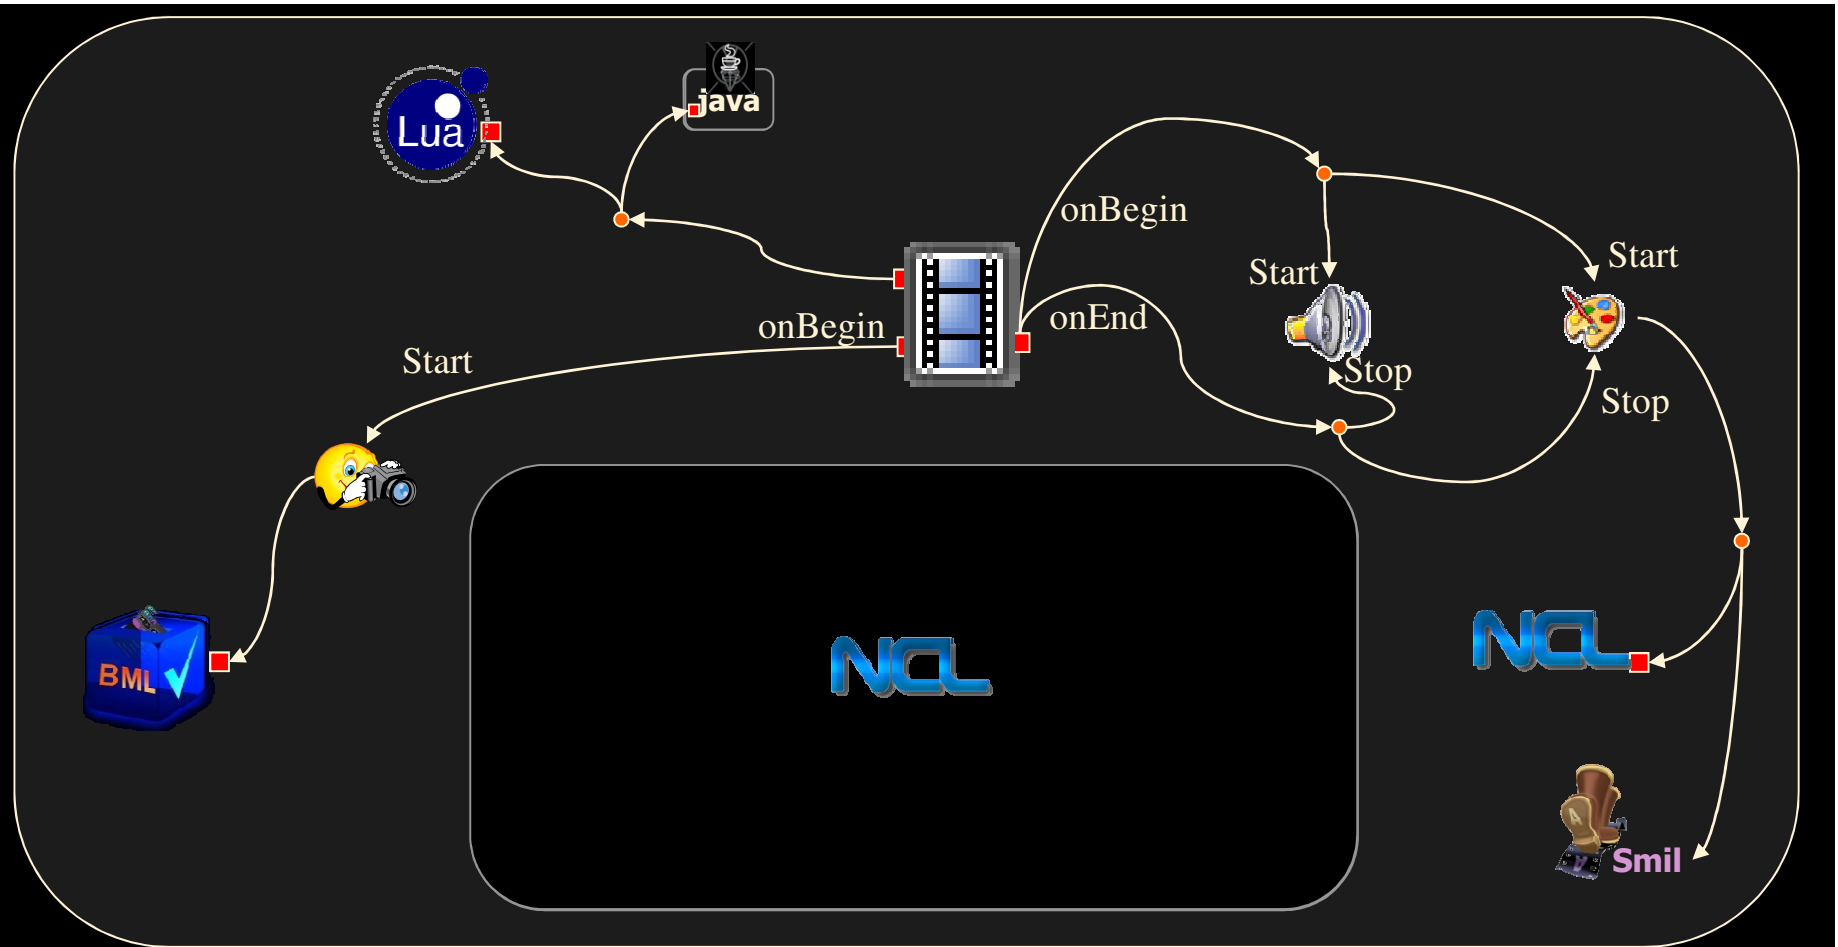 java
Lua
onBegin
Start
Start
onBegin
onEnd
Start
Stop
Stop
NCL
NCL
BML
A
A
Smil